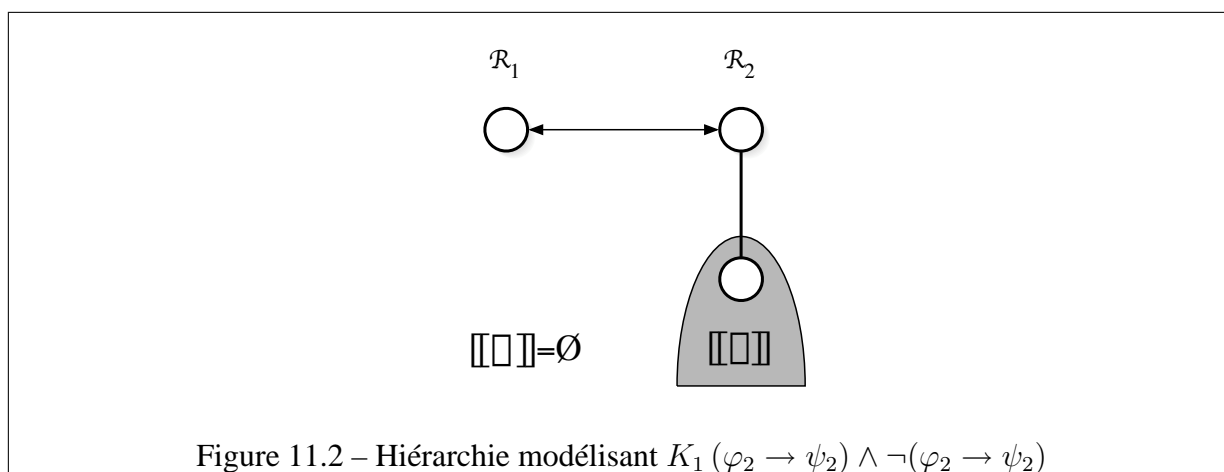 ℛ₁ ℛ₂
⟦▯⟧=Ø ⟦▯⟧
Figure 11.2 – Hiérarchie modélisant K₁ (φ₂ → ψ₂) ∧ ¬(φ₂ → ψ₂)